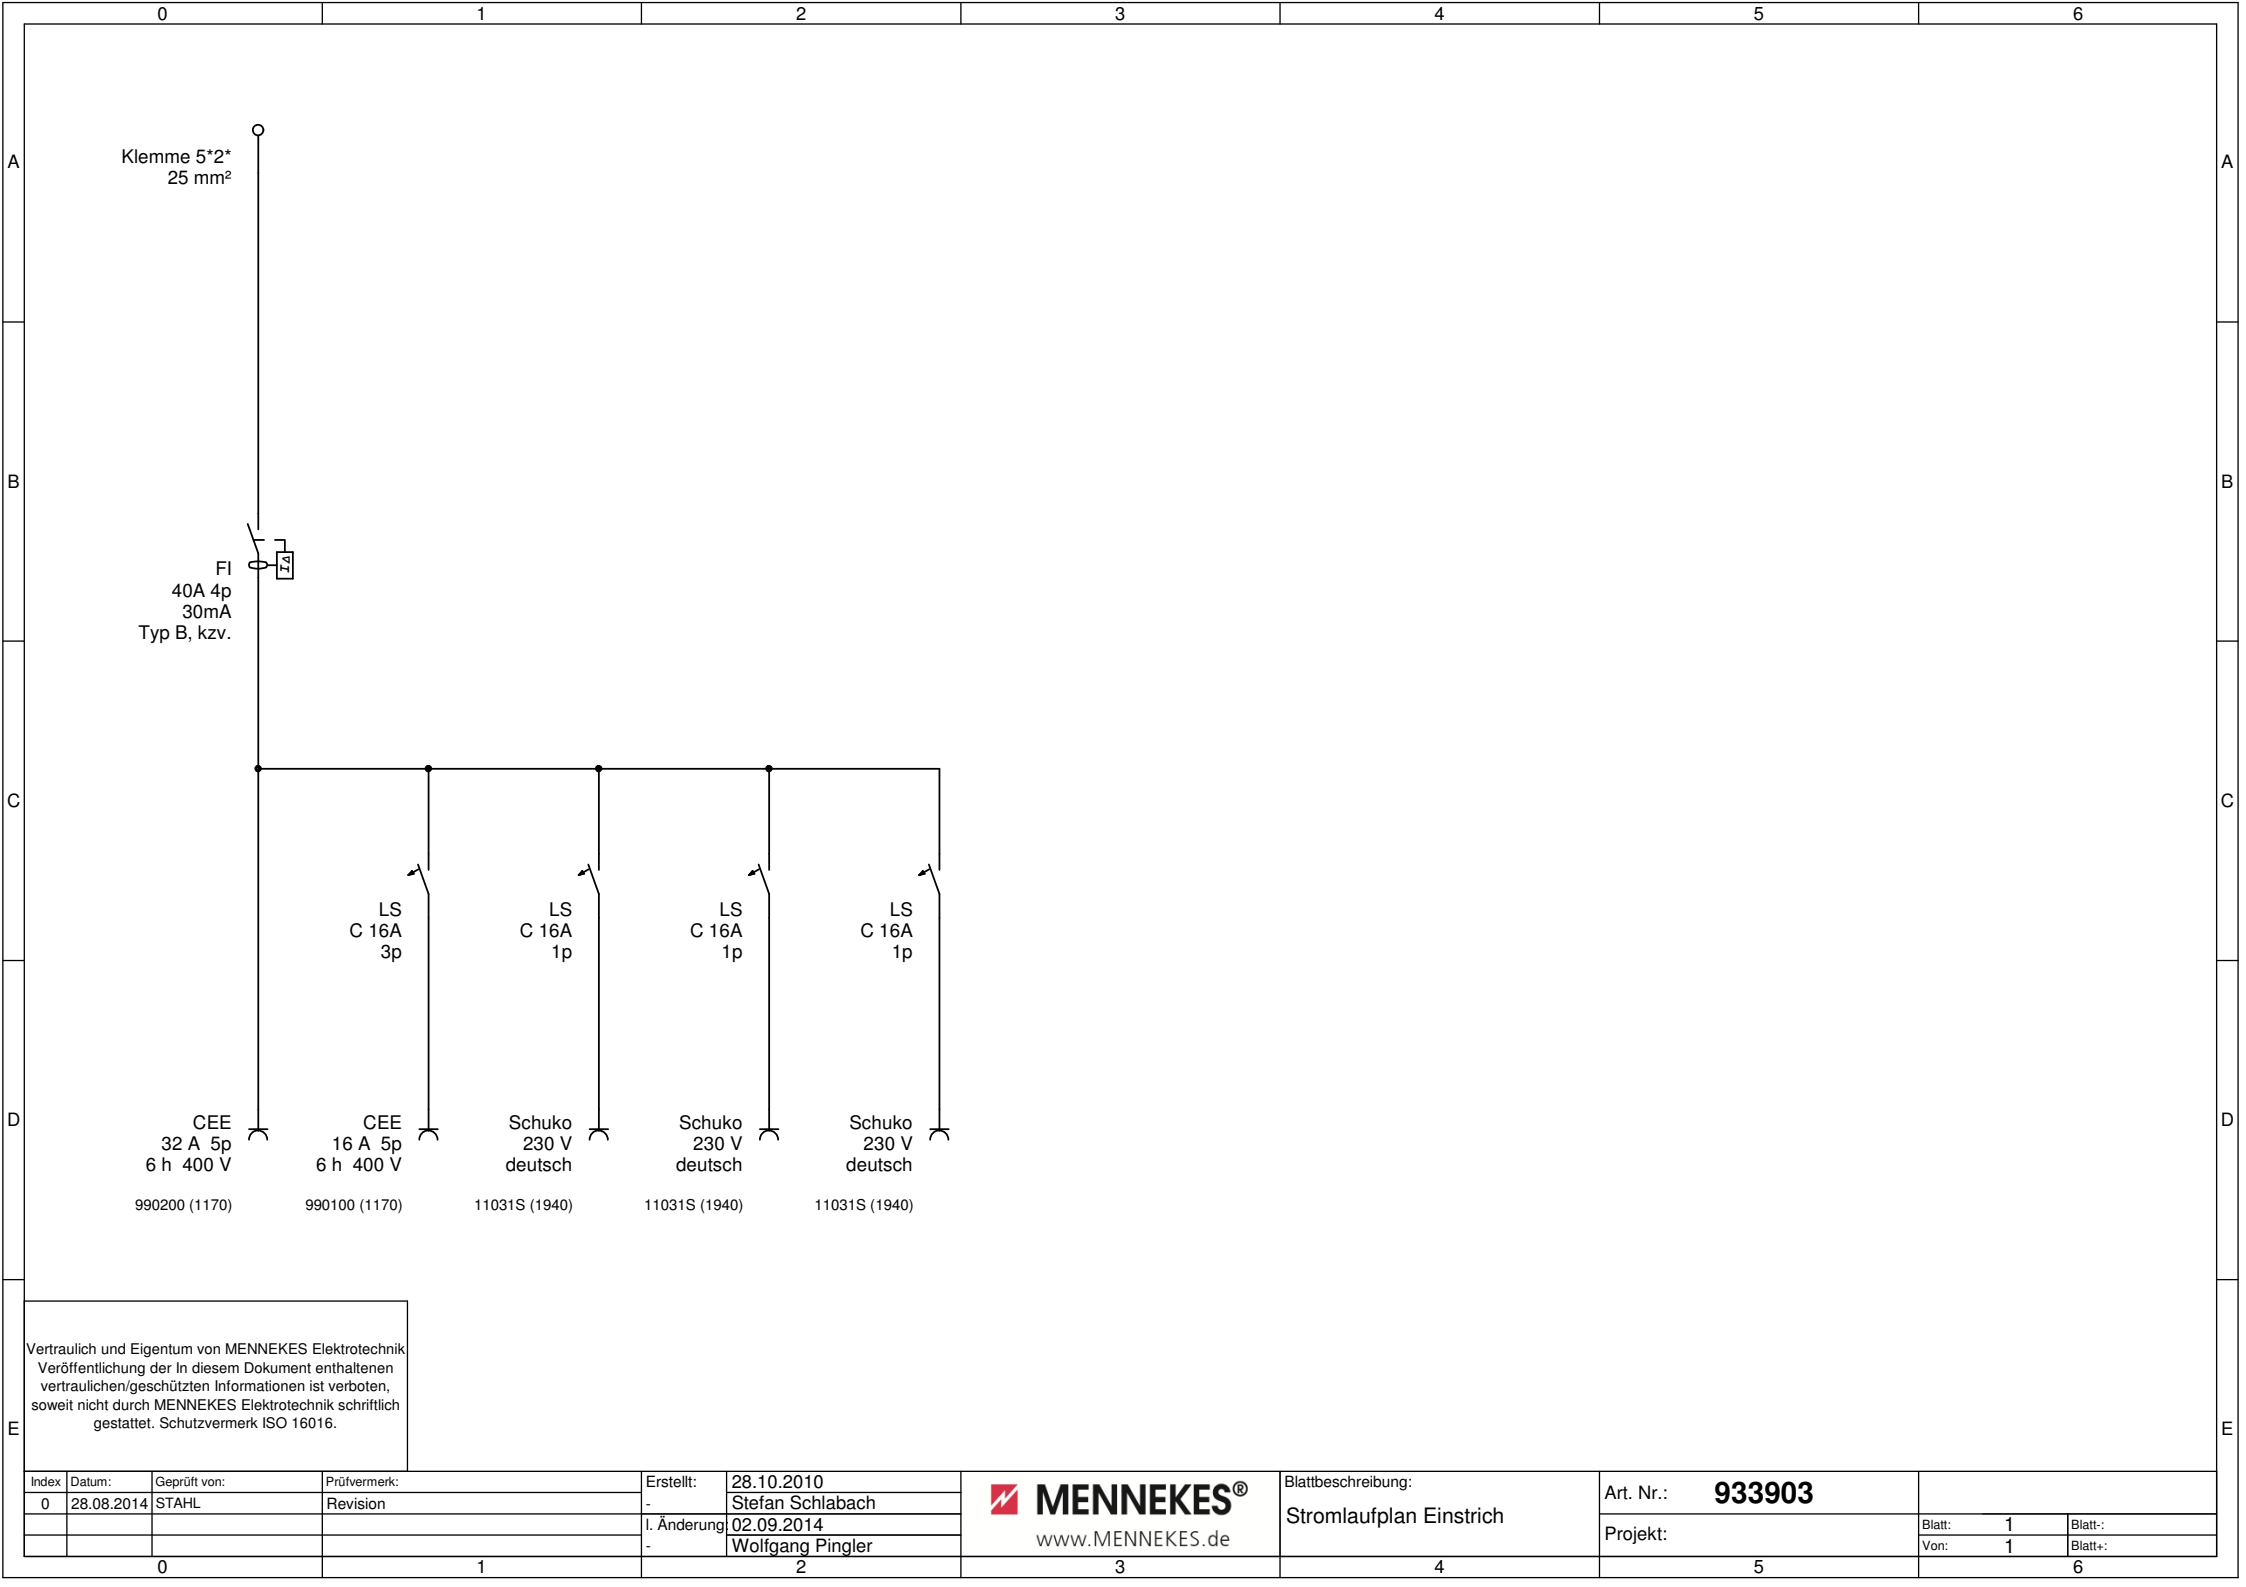 0 1 2 3 4 5 6
A A
Klemme 5*2*
25 mm²
B B
I Δ
FI
40A 4p
30mA
Typ B, kzv.
C C
LS
C 16A
3p
LS
C 16A
1p
LS
C 16A
1p
LS
C 16A
1p
D D
CEE
32 A 5p
6 h 400 V
990200 (1170)
CEE
16 A 5p
6 h 400 V
990100 (1170)
Schuko
230 V
deutsch
11031S (1940)
Schuko
230 V
deutsch
11031S (1940)
Schuko
230 V
deutsch
11031S (1940)
Vertraulich und Eigentum von MENNEKES Elektrotechnik
Veröffentlichung der In diesem Dokument enthaltenen
vertraulichen/geschützten Informationen ist verboten,
soweit nicht durch MENNEKES Elektrotechnik schriftlich
gestattet. Schutzvermerk ISO 16016.
E E
Index Datum: Geprüft von: Prüfvermerk:
0 28.08.2014 STAHL Revision
Erstellt: 28.10.2010
- Stefan Schlabach
l. Änderung: 02.09.2014
- Wolfgang Pingler
MENNEKES®
www.MENNEKES.de
Blattbeschreibung:
Stromlaufplan Einstrich
Art. Nr.: 933903
Projekt:
Blatt: 1 Blatt-:
Von: 1 Blatt+:
0 1 2 3 4 5 6